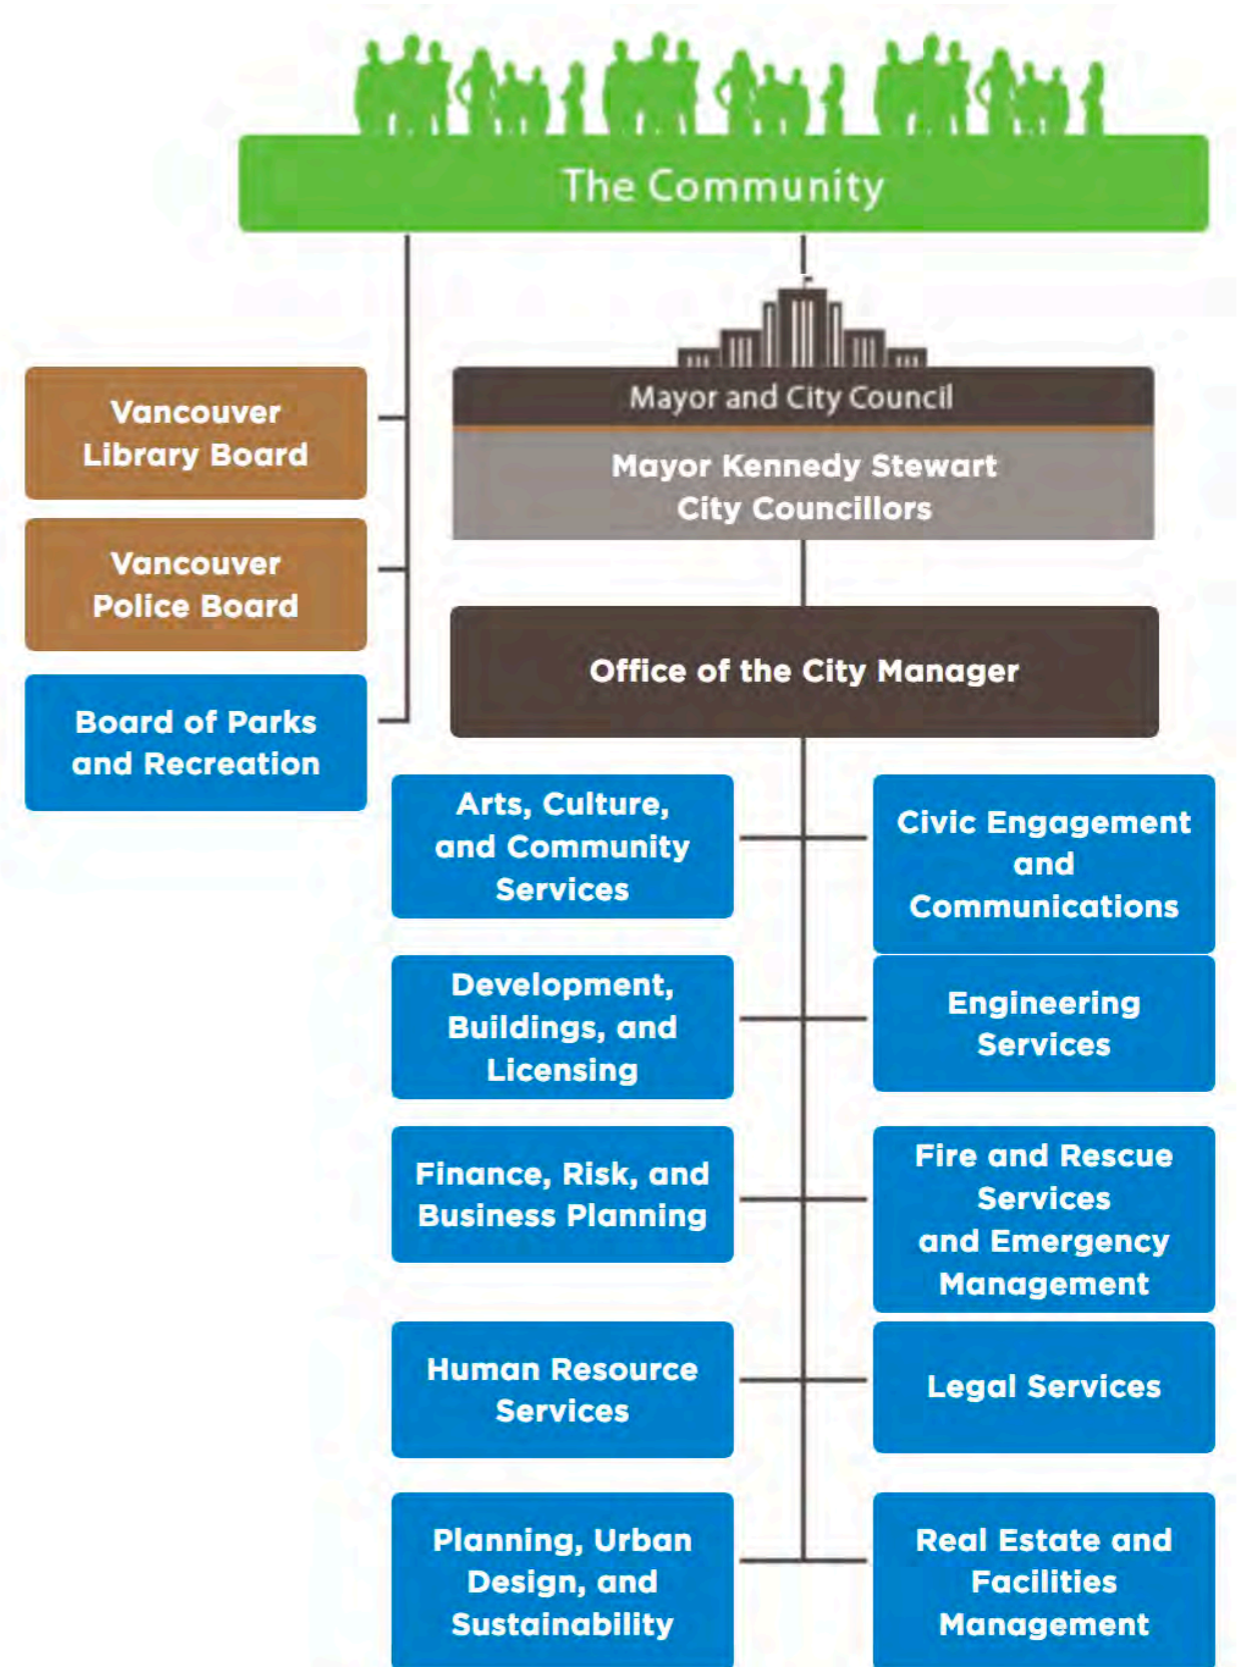 The Community
Vancouver
Library Board
Vancouver
Police Board
Board of Parks
and Recreation
Mayor and City Council
Mayor Kennedy Stewart
City Councillors
Office of the City Manager
Arts, Culture,
and Community
Services
Civic Engagement
and
Communications
Development,
Buildings, and
Licensing
Engineering
Services
Finance, Risk, and
Business Planning
Fire and Rescue
Services
and Emergency
Management
Human Resource
Services
Legal Services
Planning, Urban
Design, and
Sustainability
Real Estate and
Facilities
Management